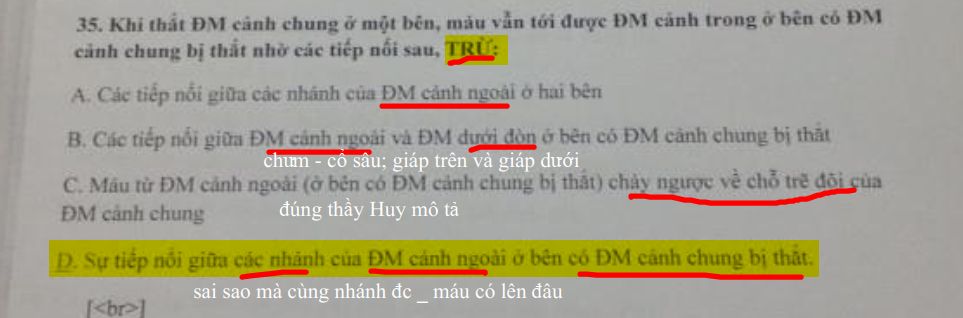 35. Khi thắt ĐM cảnh chung ở một bên, máu vẫn tới được ĐM cảnh trong ở bên có ĐM
cảnh chung bị thắt nhờ các tiếp nối sau, TRỪ:
A. Các tiếp nối giữa các nhánh của ĐM cảnh ngoài ở hai bên
B. Các tiếp nối giữa ĐM cảnh ngoài và ĐM dưới đòn ở bên có ĐM cảnh chung bị thắt
chẩm - cổ sâu; giáp trên và giáp dưới
C. Máu từ ĐM cảnh ngoài (ở bên có ĐM cảnh chung bị thắt) chảy ngược về chỗ trẽ đôi của
ĐM cảnh chung
đúng thầy Huy mô tả
D. Sự tiếp nối giữa các nhánh của ĐM cảnh ngoài ở bên có ĐM cảnh chung bị thắt.
sai sao mà cùng nhánh đc _ máu có lên đâu
[<br>]